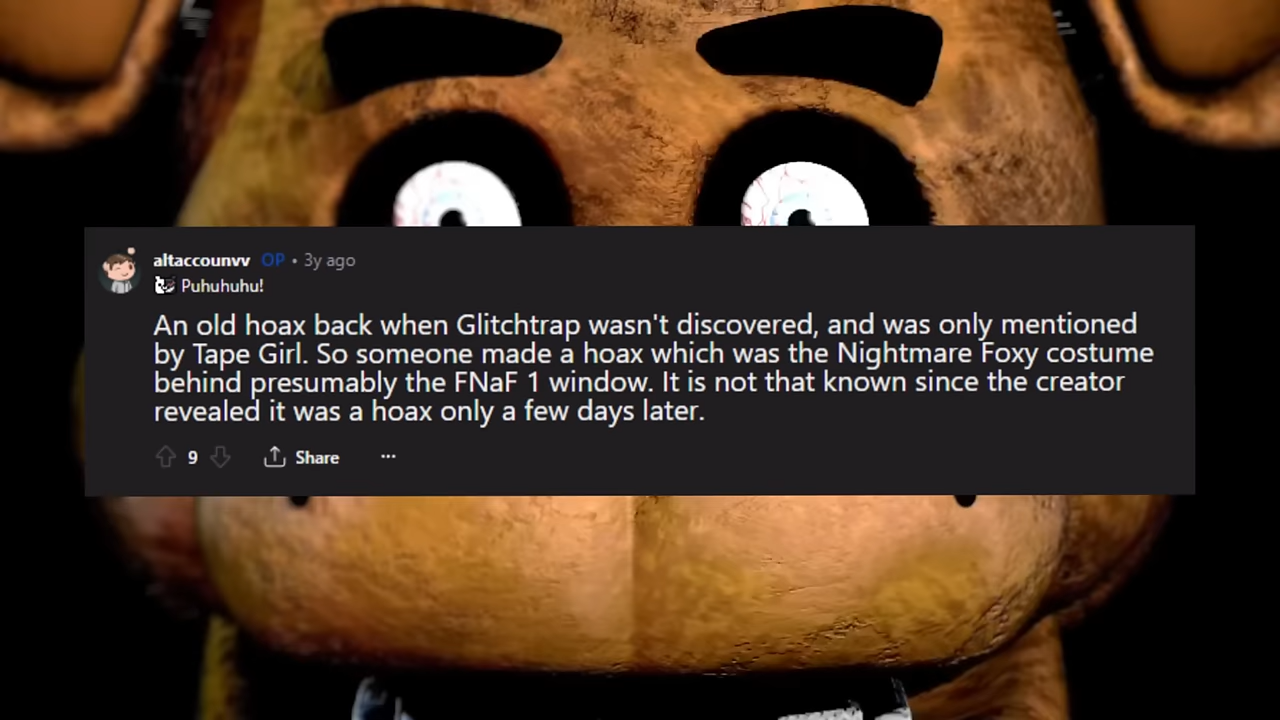 altaccounvv OP • 3y ago
Puhuhuhu!
An old hoax back when Glitchtrap wasn't discovered, and was only mentioned
by Tape Girl. So someone made a hoax which was the Nightmare Foxy costume
behind presumably the FNaF 1 window. It is not that known since the creator
revealed it was a hoax only a few days later.
9 Share ···